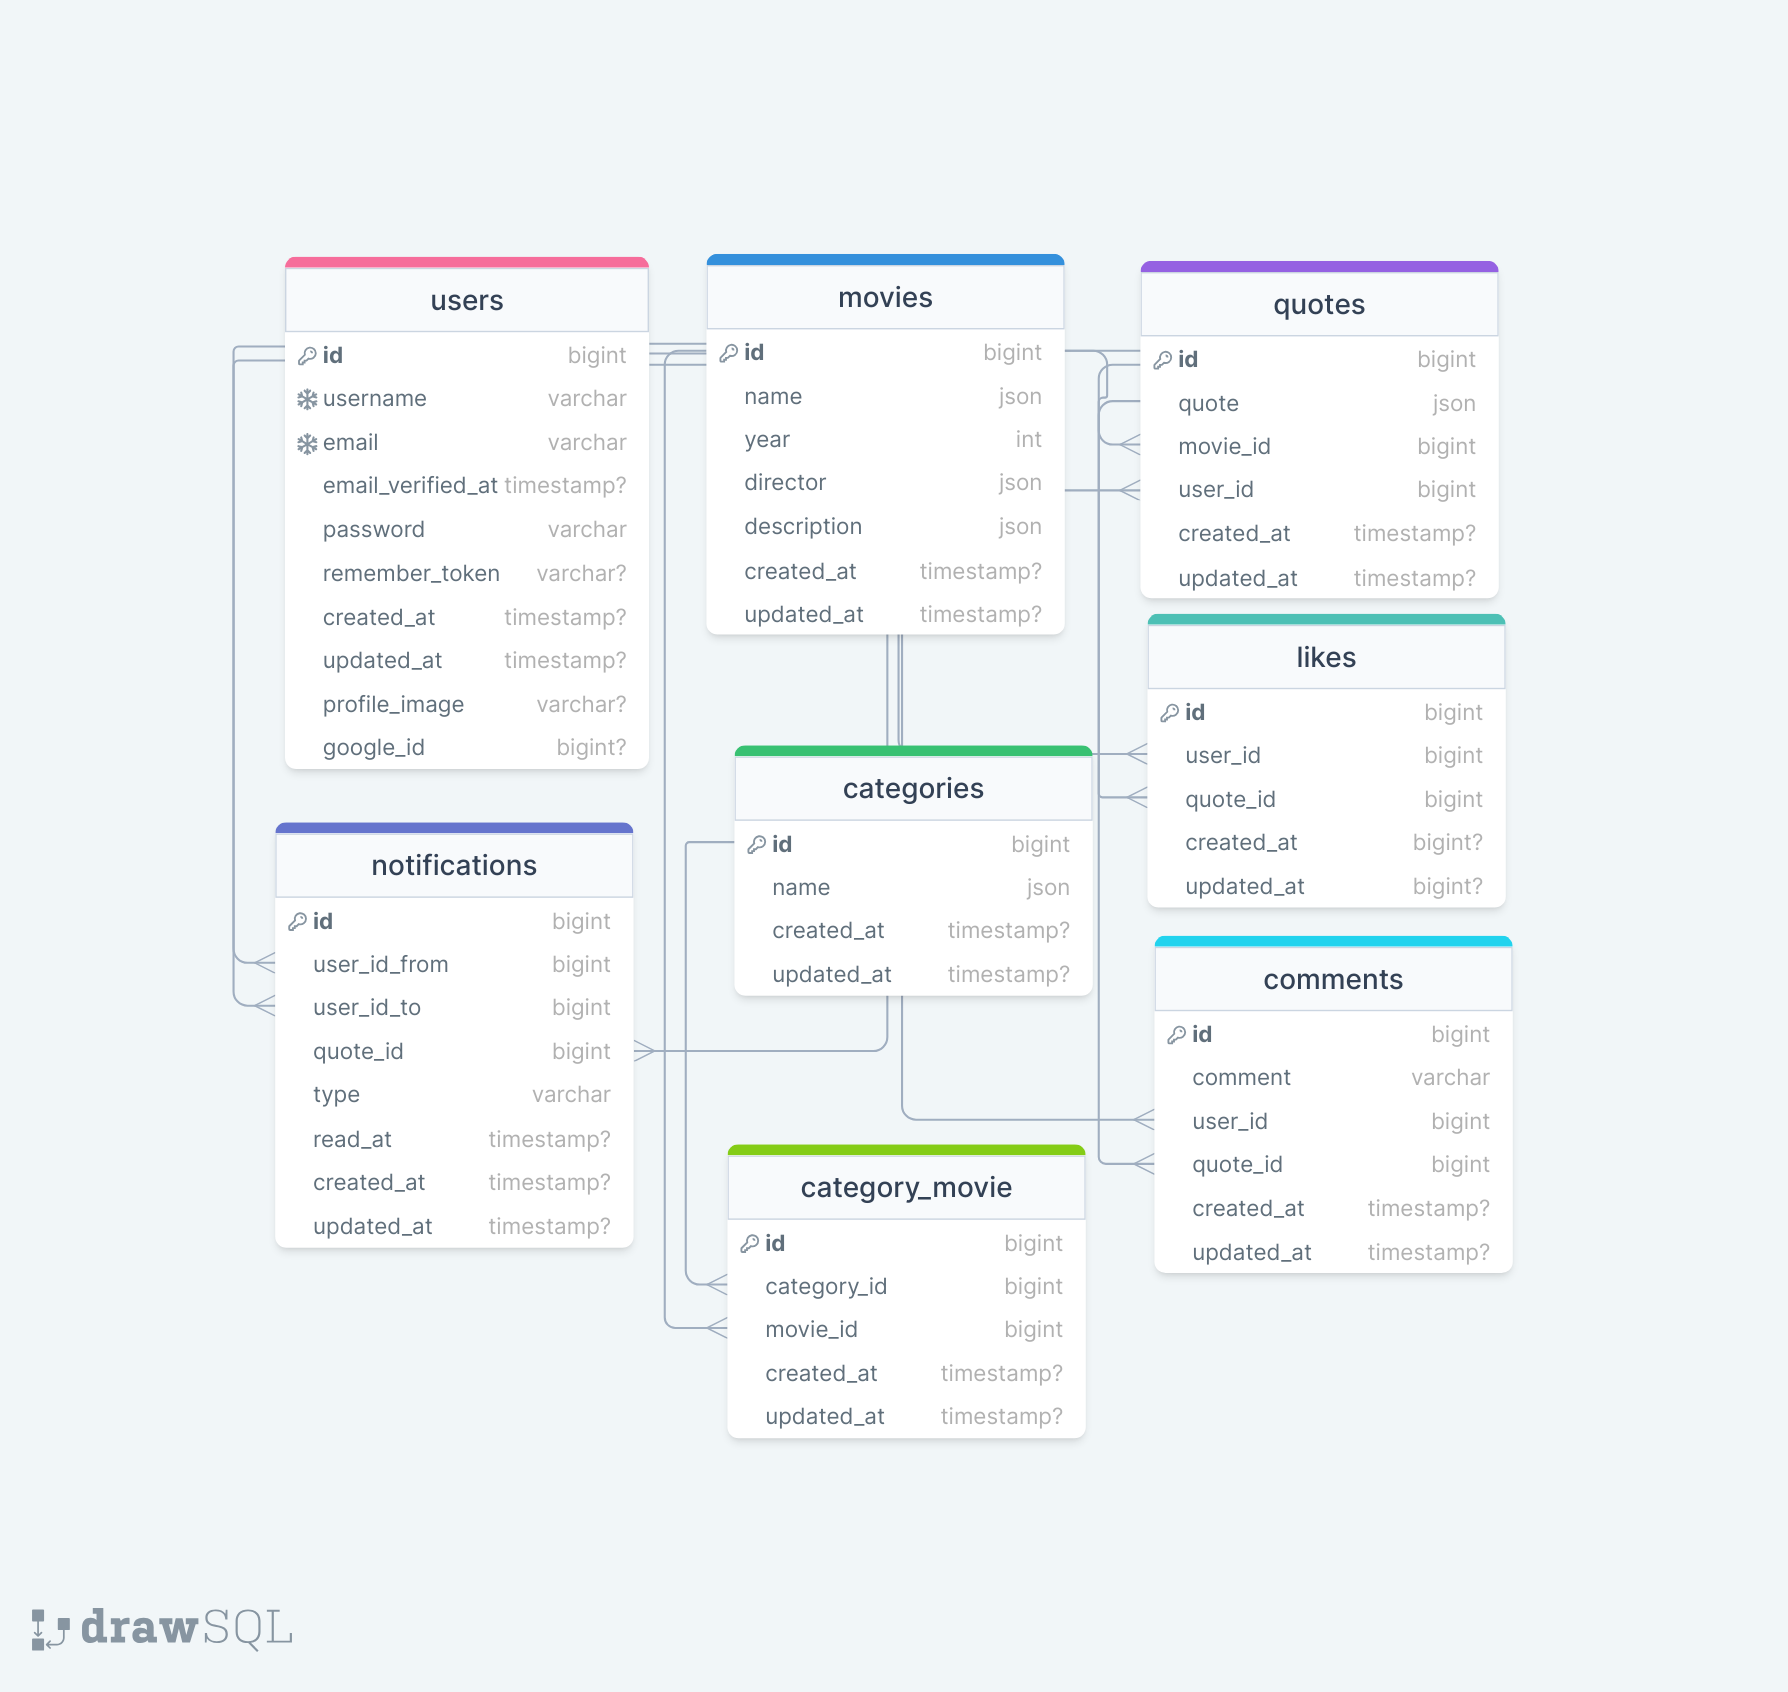 users
id bigint
username varchar
email varchar
email_verified_at timestamp?
password varchar
remember_token varchar?
created_at timestamp?
updated_at timestamp?
profile_image varchar?
google_id bigint?
movies
id bigint
name json
year int
director json
description json
created_at timestamp?
updated_at timestamp?
quotes
id bigint
quote json
movie_id bigint
user_id bigint
created_at timestamp?
updated_at timestamp?
likes
id bigint
user_id bigint
quote_id bigint
created_at bigint?
updated_at bigint?
categories
id bigint
name json
created_at timestamp?
updated_at timestamp?
notifications
id bigint
user_id_from bigint
user_id_to bigint
quote_id bigint
type varchar
read_at timestamp?
created_at timestamp?
updated_at timestamp?
comments
id bigint
comment varchar
user_id bigint
quote_id bigint
created_at timestamp?
updated_at timestamp?
category_movie
id bigint
category_id bigint
movie_id bigint
created_at timestamp?
updated_at timestamp?
drawSQL